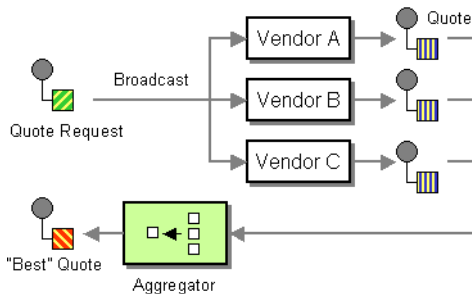 Vendor A
Quote
Broadcast
Vendor B
Quote Request
Vendor C
"Best" Quote
Aggregator